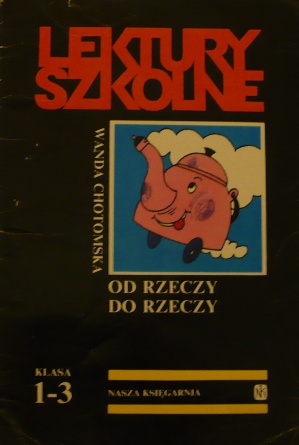 LEKTURY
SZKOLNE
WANDA CHOTOMSKA
OD RZECZY
DO RZECZY
KLASA
1-3
NASZA KSIĘGARNIA